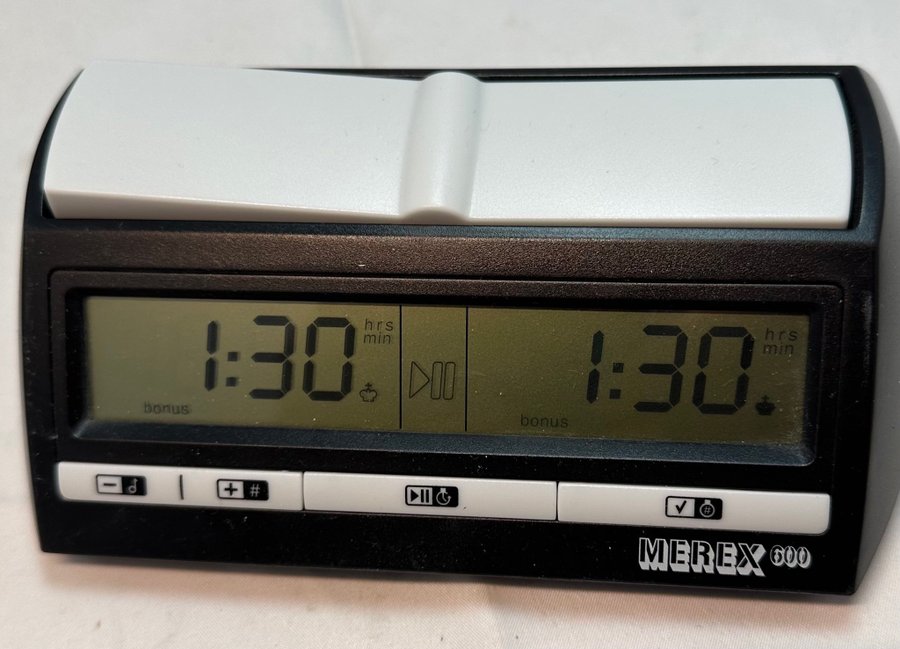 1:30 hrs min 1:30 hrs min
bonus bonus
- + # ✓ #
MEREX 600